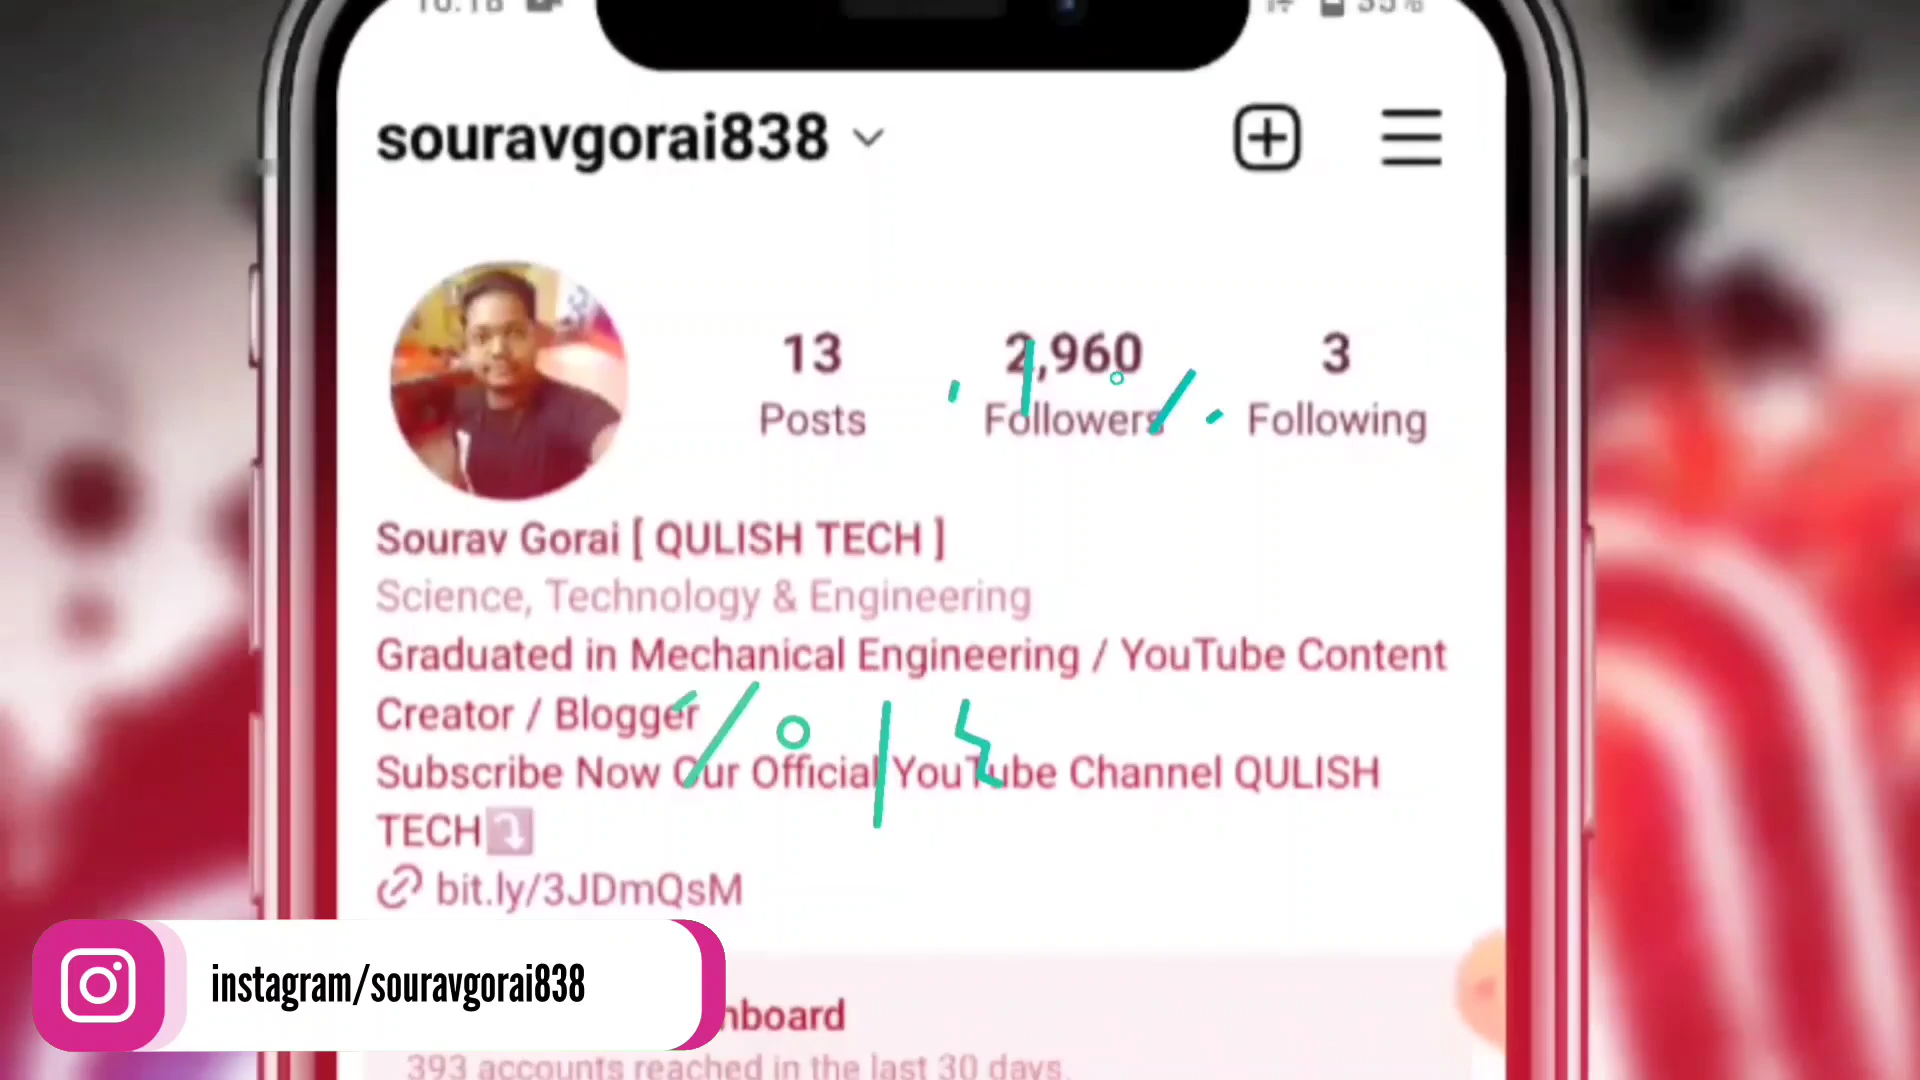 souravgorai838
13 2,960 3
Posts Followers Following
Sourav Gorai [ QULISH TECH ]
Science, Technology & Engineering
Graduated in Mechanical Engineering / YouTube Content
Creator / Blogger
Subscribe Now Our Official YouTube Channel QULISH
TECH
bit.ly/3JDmQsM
instagram/souravgorai838
393 accounts reached in the last 30 days.